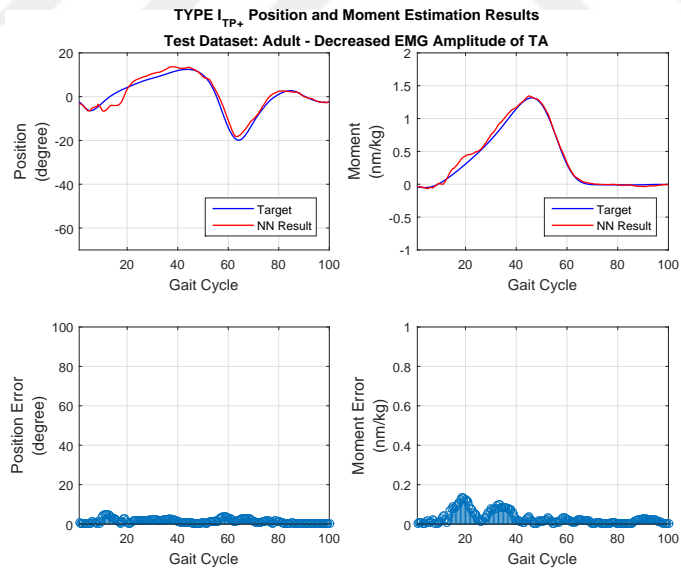 TYPE I_TP+ Position and Moment Estimation Results
Test Dataset: Adult - Decreased EMG Amplitude of TA
20
0
-20
-40
-60
Position
(degree)
Target
NN Result
20 40 60 80 100
Gait Cycle
2
1.5
1
0.5
0
-0.5
-1
Moment
(nm/kg)
Target
NN Result
20 40 60 80 100
Gait Cycle
100
80
60
40
20
0
Position Error
(degree)
20 40 60 80 100
Gait Cycle
1
0.8
0.6
0.4
0.2
0
Moment Error
(nm/kg)
20 40 60 80 100
Gait Cycle